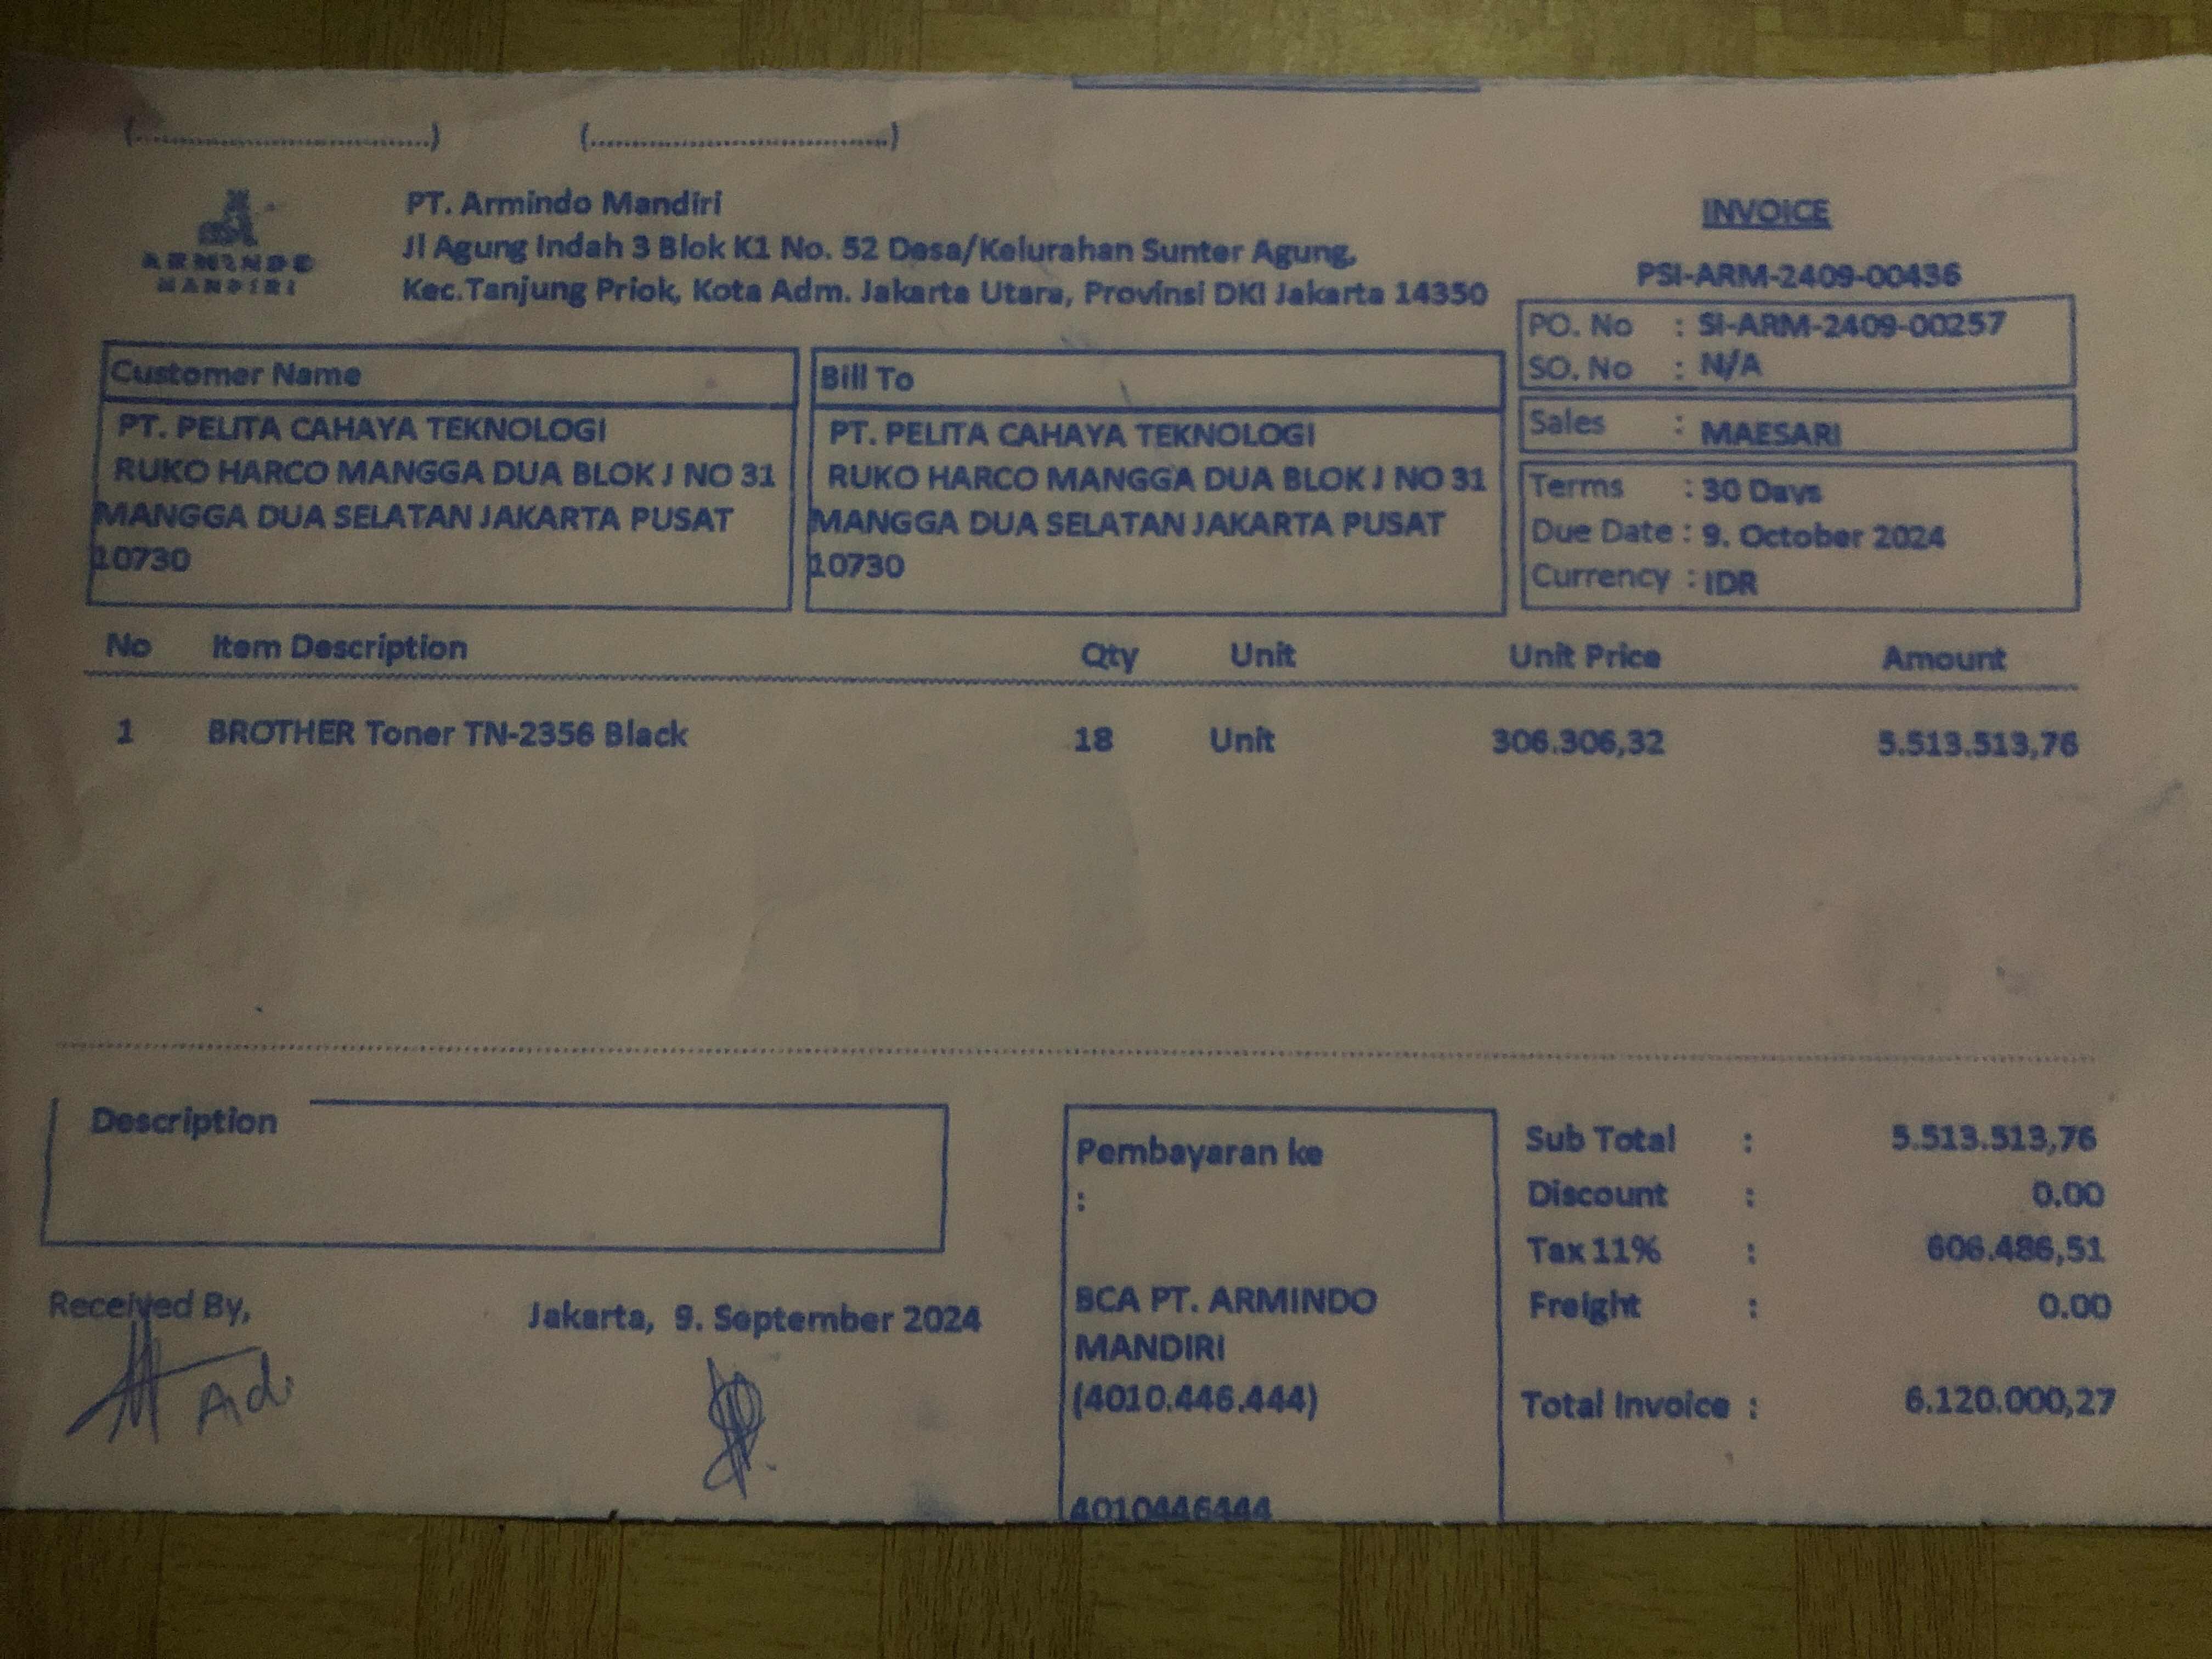 (................................) (................................)
ARMINDO
MANDIRI
PT. Armindo Mandiri
Jl Agung Indah 3 Blok K1 No. 52 Desa/Kelurahan Sunter Agung,
Kec.Tanjung Priok, Kota Adm. Jakarta Utara, Provinsi DKI Jakarta 14350
INVOICE
PSI-ARM-2409-00436
PO. No : SI-ARM-2409-00257
SO. No : N/A
Sales : MAESARI
Terms : 30 Days
Due Date : 9. October 2024
Currency : IDR
Customer Name
PT. PELITA CAHAYA TEKNOLOGI
RUKO HARCO MANGGA DUA BLOK J NO 31
MANGGA DUA SELATAN JAKARTA PUSAT
10730
Bill To
PT. PELITA CAHAYA TEKNOLOGI
RUKO HARCO MANGGA DUA BLOK J NO 31
MANGGA DUA SELATAN JAKARTA PUSAT
10730
No Item Description Qty Unit Unit Price Amount
1 BROTHER Toner TN-2356 Black 18 Unit 306.306,32 5.513.513,76
Description
Received By,
Adi
Jakarta, 9. September 2024
Pembayaran ke
:
BCA PT. ARMINDO
MANDIRI
(4010.446.444)
4010446444
Sub Total : 5.513.513,76
Discount : 0.00
Tax 11% : 606.486,51
Freight : 0.00
Total Invoice : 6.120.000,27